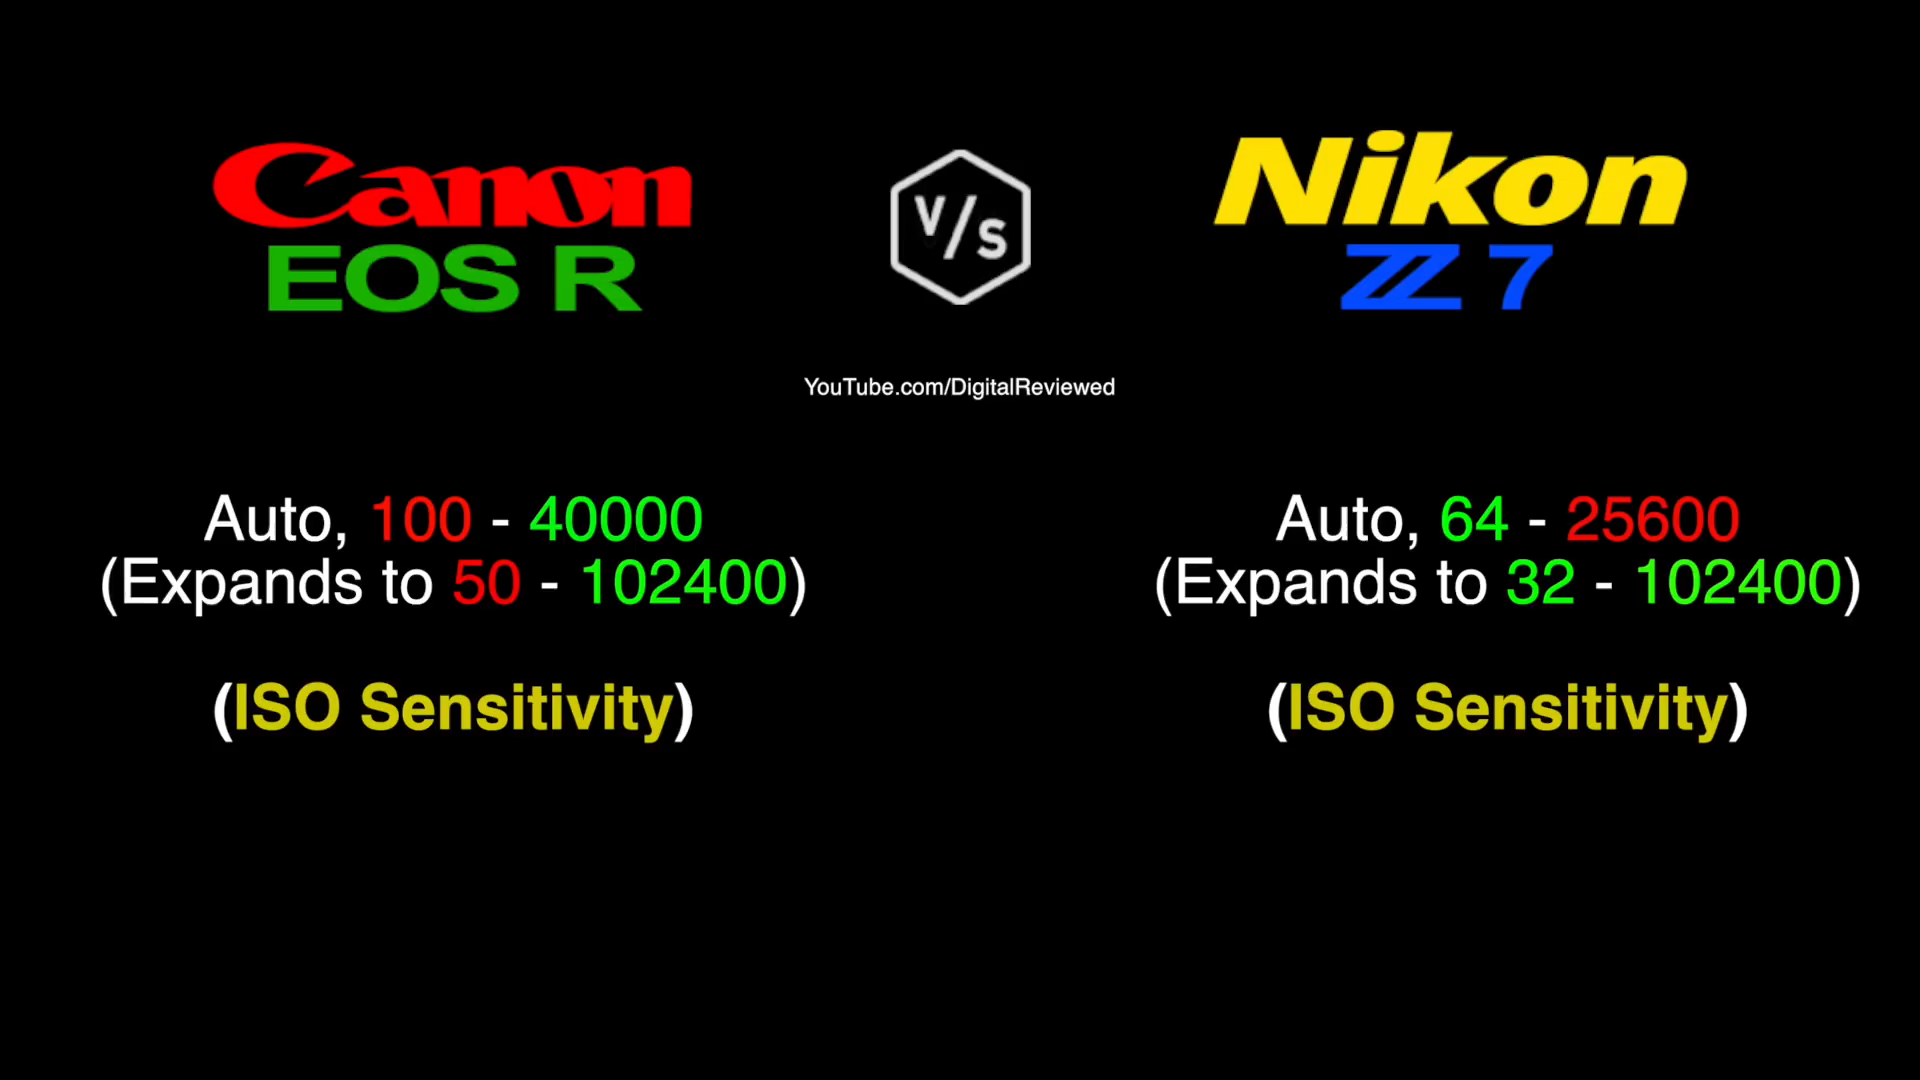 Canon
EOS R
V/S
Nikon
Z 7
YouTube.com/DigitalReviewed
Auto, 100 - 40000
(Expands to 50 - 102400)
(ISO Sensitivity)
Auto, 64 - 25600
(Expands to 32 - 102400)
(ISO Sensitivity)